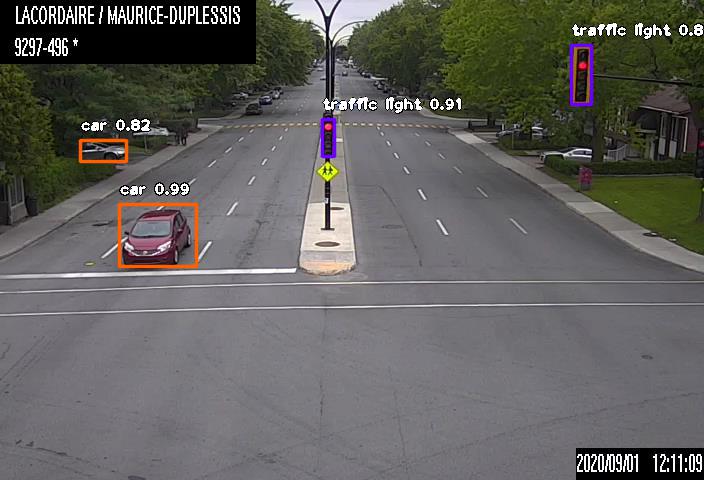 LACORDAIRE / MAURICE-DUPLESSIS
9297-496 *
traffic light 0.8
traffic light 0.91
car 0.82
car 0.99
2020/09/01 12:11:09